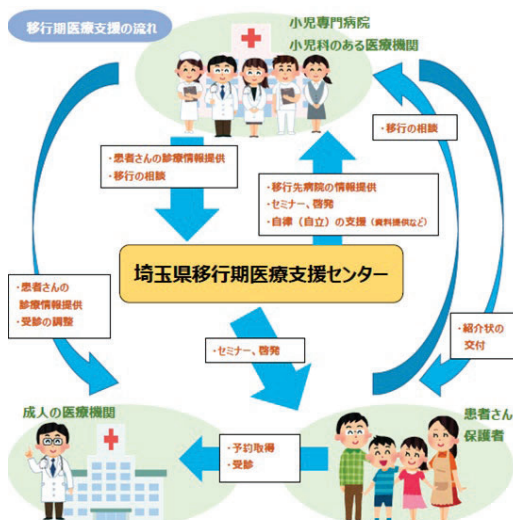 移行期医療支援の流れ
小児専門病院
小児科のある医療機関
・移行の相談
・患者さんの診療情報提供
・移行の相談
・移行先病院の情報提供
・セミナー、啓発
・自律（自立）の支援（資料提供など）
埼玉県移行期医療支援センター
・患者さんの
診療情報提供
・受診の調整
・セミナー、啓発
・紹介状の
交付
成人の医療機関
・予約取得
・受診
患者さん
保護者